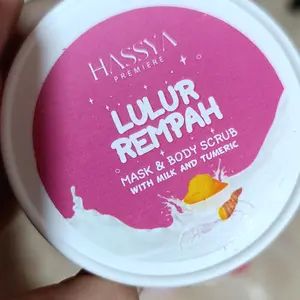 HASSYA
PREMIERE
LULUR
REMPAH
MASK & BODY SCRUB
WITH MILK AND TUMERIC